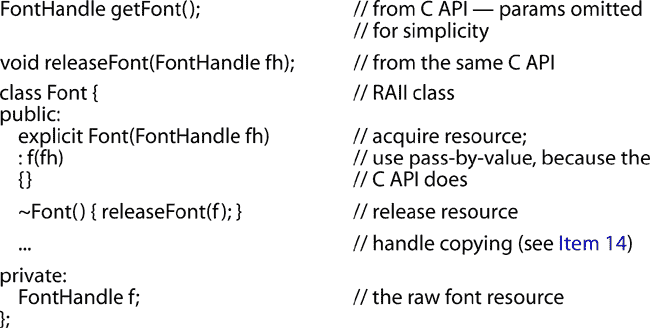 FontHandle getFont(); // from C API — params omitted
// for simplicity
void releaseFont(FontHandle fh); // from the same C API
class Font { // RAII class
public:
explicit Font(FontHandle fh) // acquire resource;
: f(fh) // use pass-by-value, because the
{} // C API does
~Font() { releaseFont(f); } // release resource
... // handle copying (see Item 14)
private:
FontHandle f; // the raw font resource
};